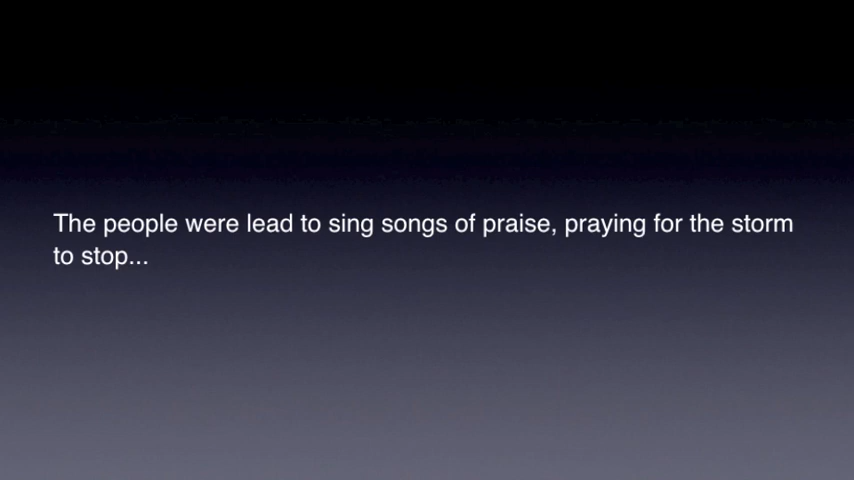 The people were lead to sing songs of praise, praying for the storm
to stop...